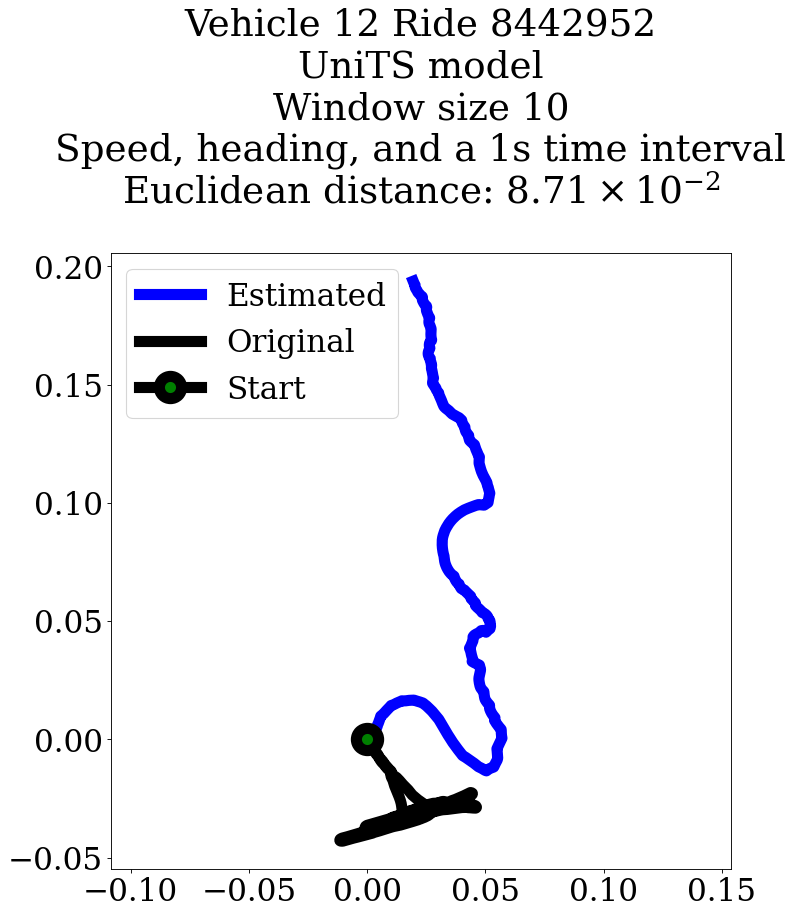 Vehicle 12 Ride 8442952
UniTS model
Window size 10
Speed, heading, and a 1s time interval
Euclidean distance: 8.71 × 10⁻²
Estimated
Original
Start
0.20
0.15
0.10
0.05
0.00
−0.05
−0.10 −0.05 0.00 0.05 0.10 0.15